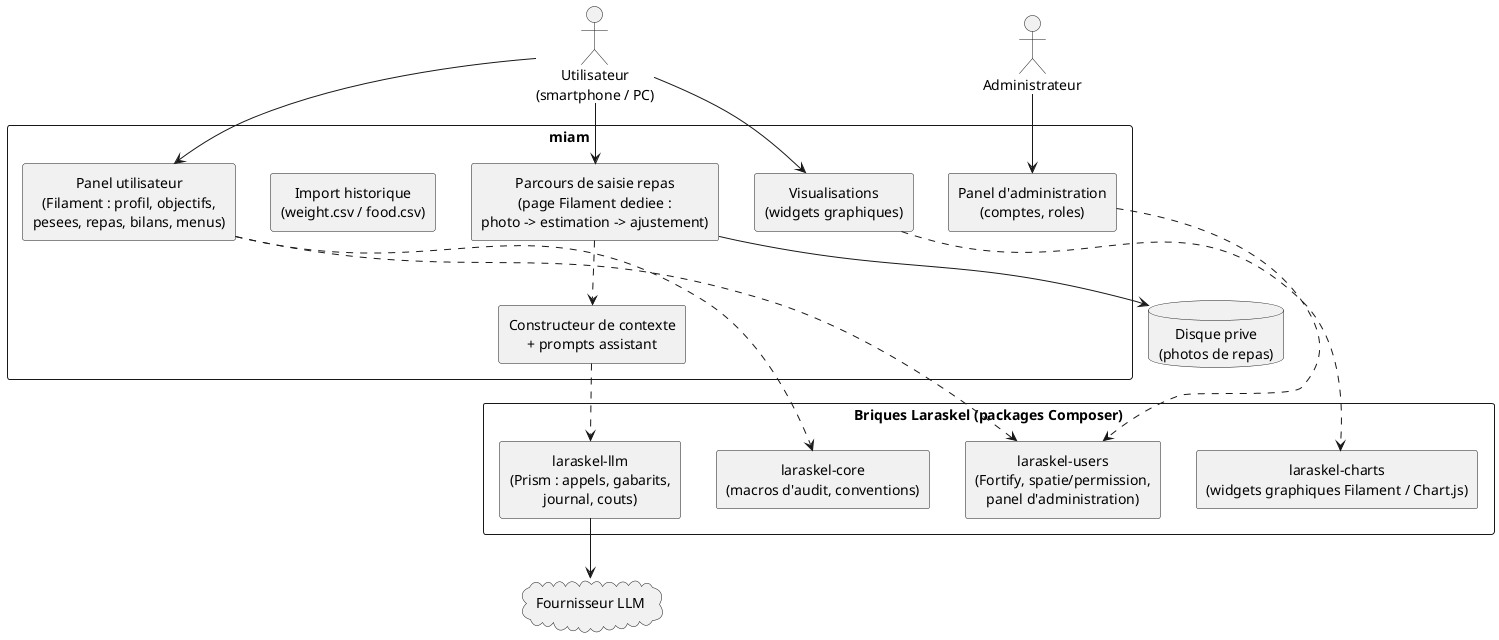 Utilisateur
(smartphone / PC)
Administrateur
miam
Panel utilisateur
(Filament : profil, objectifs,
pesees, repas, bilans, menus)
Import historique
(weight.csv / food.csv)
Parcours de saisie repas
(page Filament dediee :
photo -> estimation -> ajustement)
Visualisations
(widgets graphiques)
Panel d'administration
(comptes, roles)
Constructeur de contexte
+ prompts assistant
Disque prive
(photos de repas)
Briques Laraskel (packages Composer)
laraskel-llm
(Prism : appels, gabarits,
journal, couts)
laraskel-core
(macros d'audit, conventions)
laraskel-users
(Fortify, spatie/permission,
panel d'administration)
laraskel-charts
(widgets graphiques Filament / Chart.js)
Fournisseur LLM